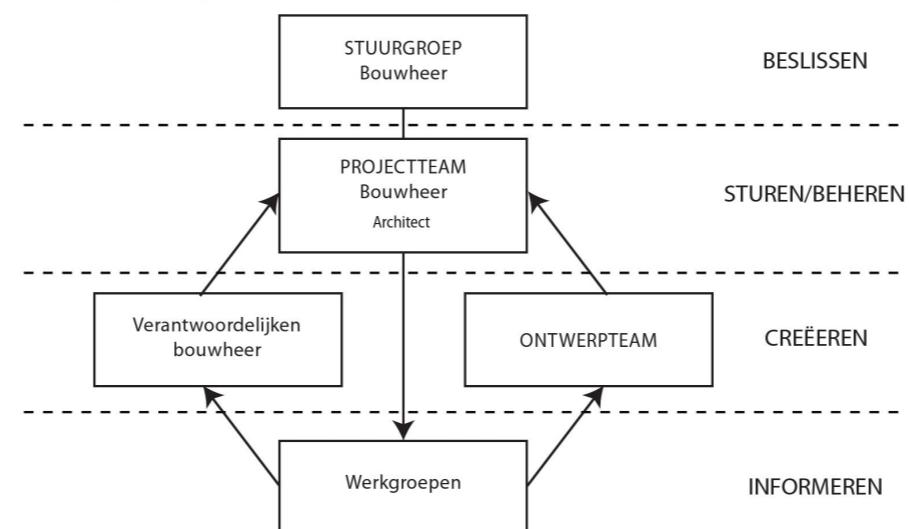 STUURGROEP
Bouwheer
BESLISSEN
PROJECTTEAM
Bouwheer
Architect
STUREN/BEHEREN
Verantwoordelijken
bouwheer
ONTWERPTEAM
CREËEREN
Werkgroepen
INFORMEREN